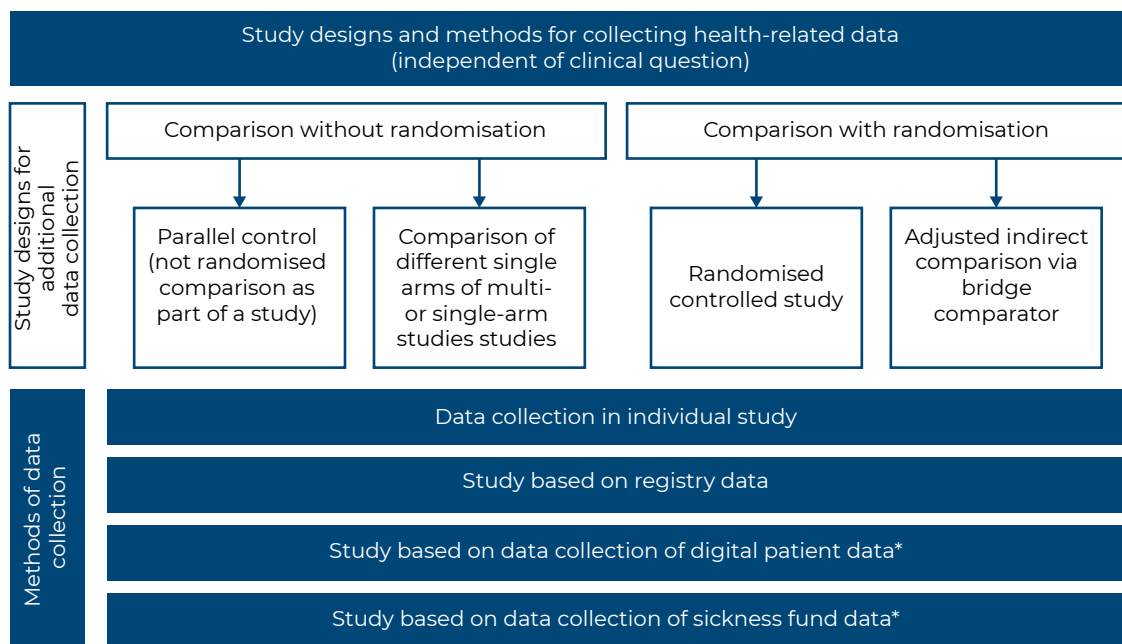 Study designs and methods for collecting health-related data
(independent of clinical question)
Study designs for
additional
data collection
Comparison without randomisation
Comparison with randomisation
Parallel control
(not randomised
comparison as
part of a study)
Comparison of
different single
arms of multi-
or single-arm
studies studies
Randomised
controlled study
Adjusted indirect
comparison via
bridge
comparator
Methods of data
collection
Data collection in individual study
Study based on registry data
Study based on data collection of digital patient data*
Study based on data collection of sickness fund data*